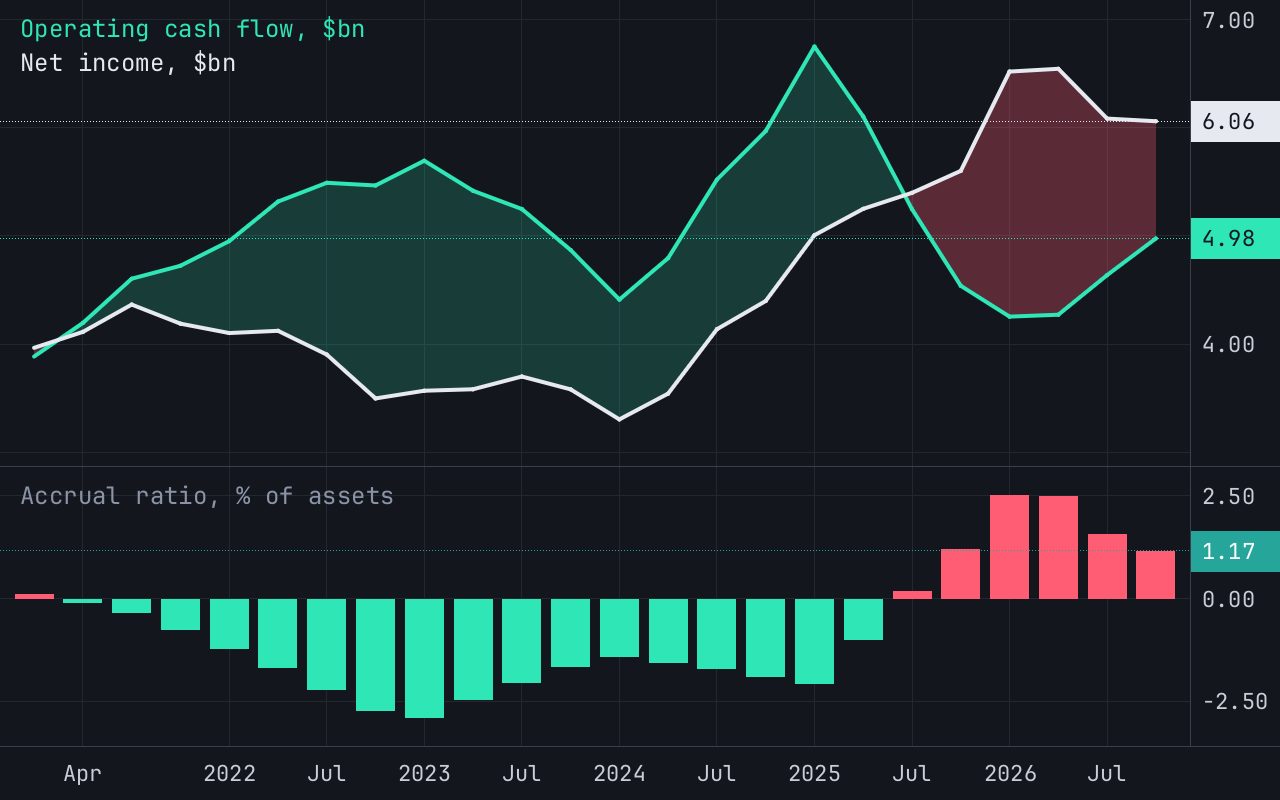 Operating cash flow, $bn
Net income, $bn
7.00
6.06
4.98
4.00
Accrual ratio, % of assets
2.50
1.17
0.00
-2.50
Apr 2022 Jul 2023 Jul 2024 Jul 2025 Jul 2026 Jul